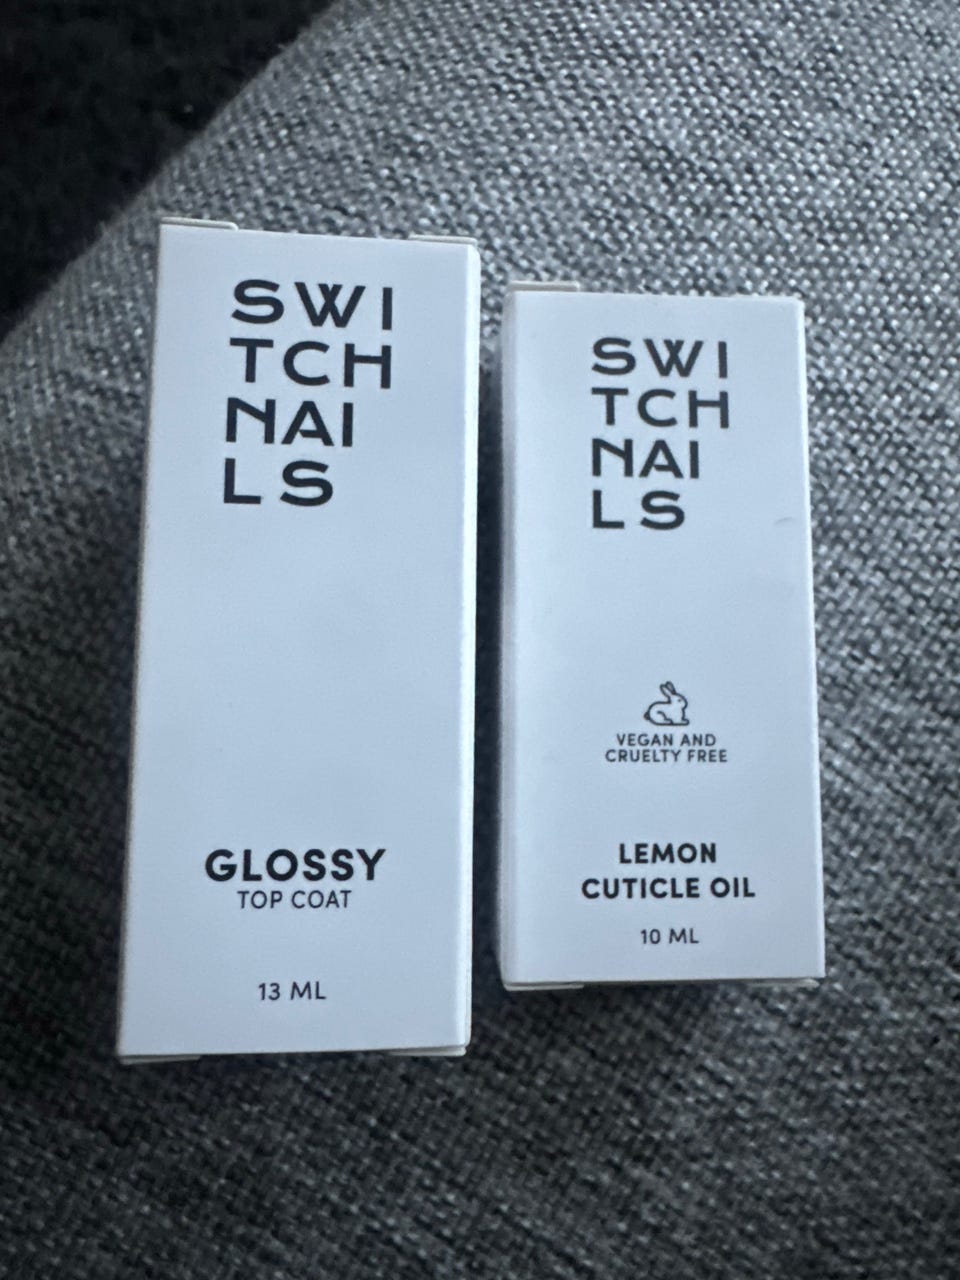 SWI
TCH
NAI
LS
GLOSSY
TOP COAT
13 ML
SWI
TCH
NAI
LS
VEGAN AND
CRUELTY FREE
LEMON
CUTICLE OIL
10 ML